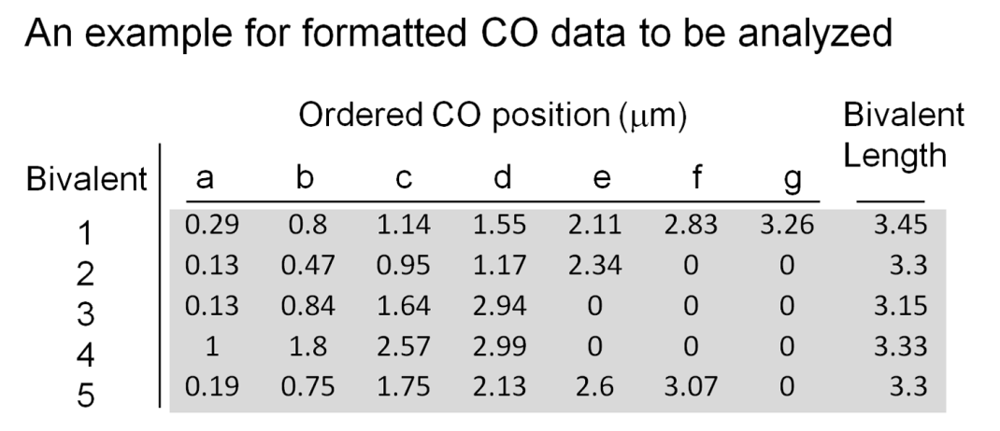 An example for formatted CO data to be analyzed
Ordered CO position (μm) Bivalent
Length
Bivalent a b c d e f g
1 0.29 0.8 1.14 1.55 2.11 2.83 3.26 3.45
2 0.13 0.47 0.95 1.17 2.34 0 0 3.3
3 0.13 0.84 1.64 2.94 0 0 0 3.15
4 1 1.8 2.57 2.99 0 0 0 3.33
5 0.19 0.75 1.75 2.13 2.6 3.07 0 3.3